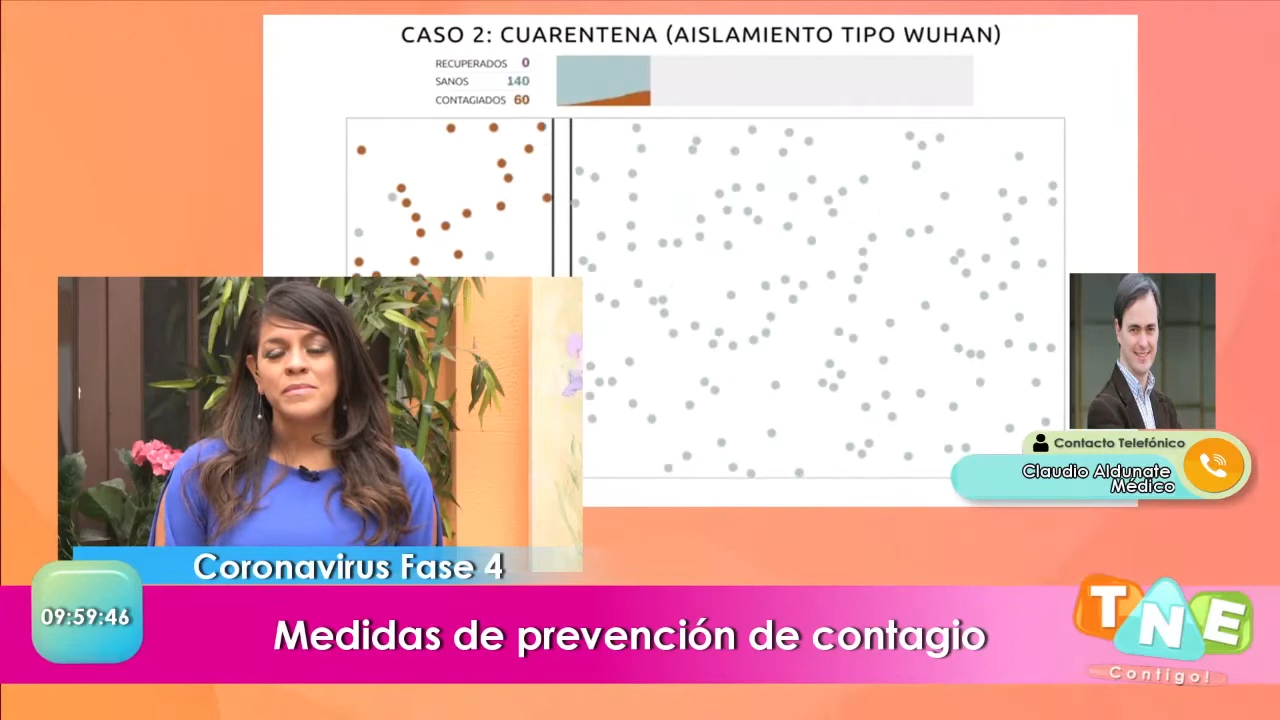 CASO 2: CUARENTENA (AISLAMIENTO TIPO WUHAN)
RECUPERADOS 0
SANOS 140
CONTAGIADOS 60
Contacto Telefónico
Claudio Aldunate
Médico
Coronavirus Fase 4
09:59:46
Medidas de prevención de contagio
TNE
Contigo!